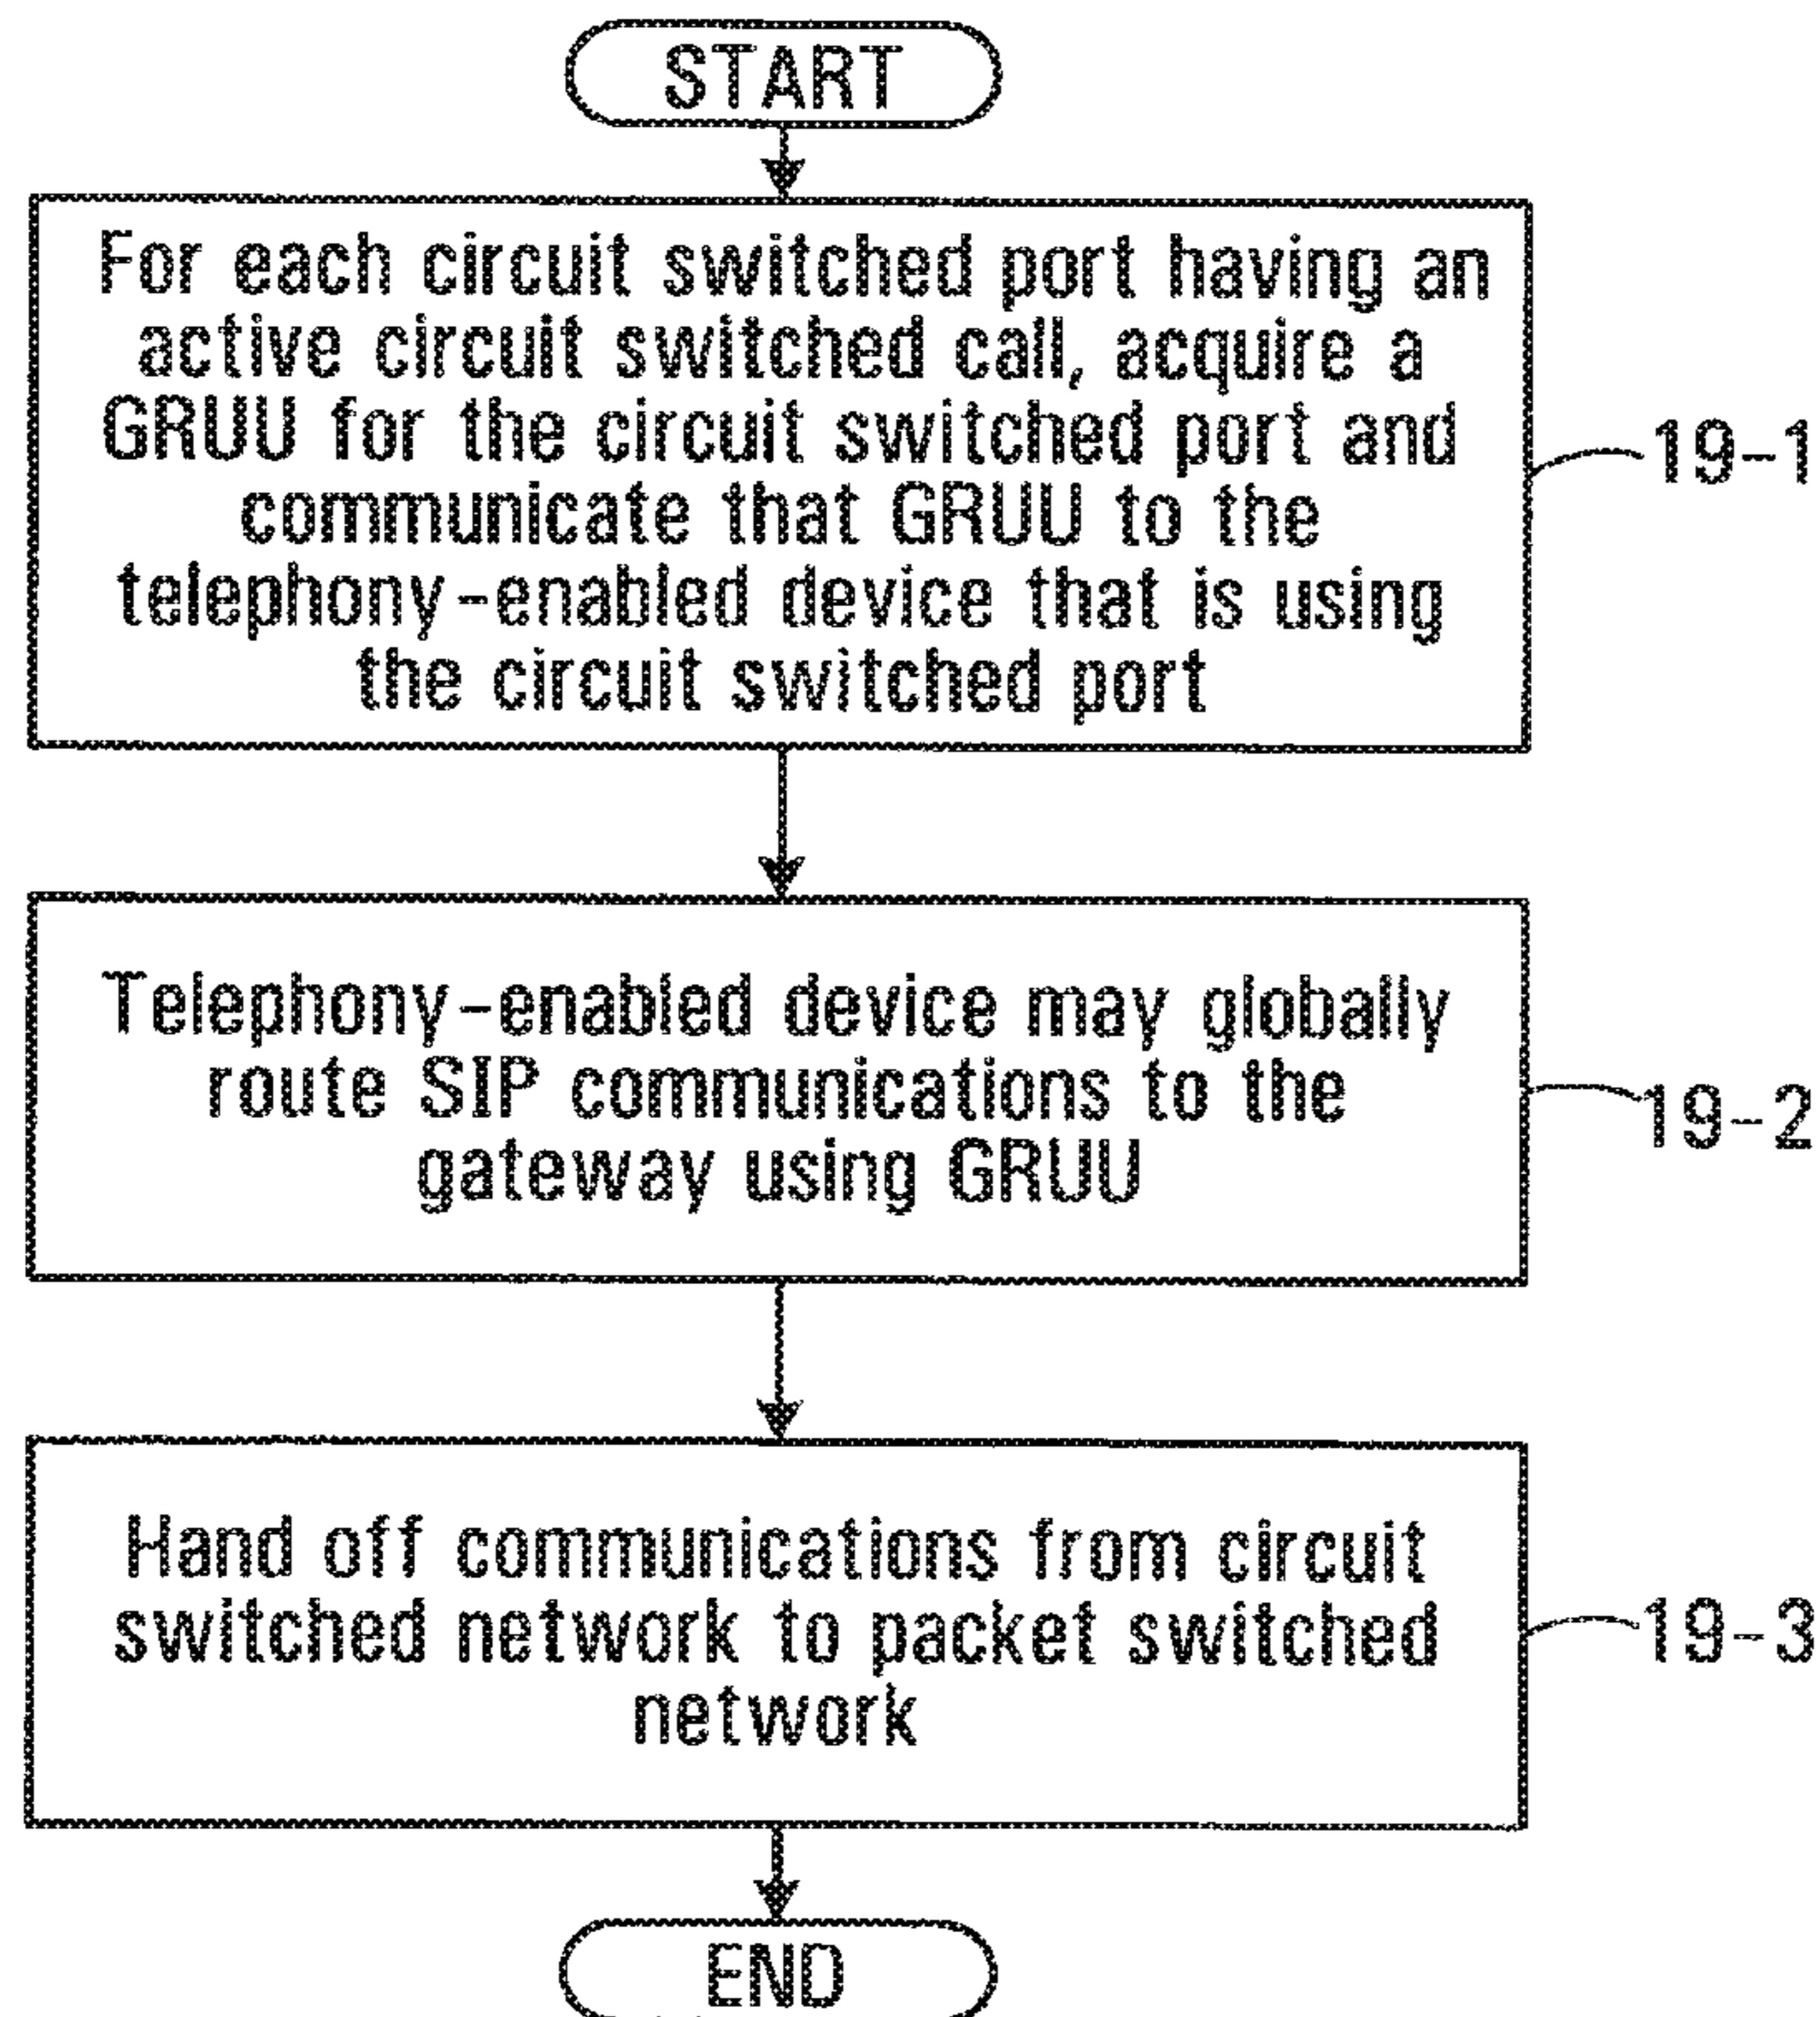 START
For each circuit switched port having an
active circuit switched call, acquire a
GRUU for the circuit switched port and
communicate that GRUU to the
telephony-enabled device that is using
the circuit switched port
19-1
Telephony-enabled device may globally
route SIP communications to the
gateway using GRUU
19-2
Hand off communications from circuit
switched network to packet switched
network
19-3
END